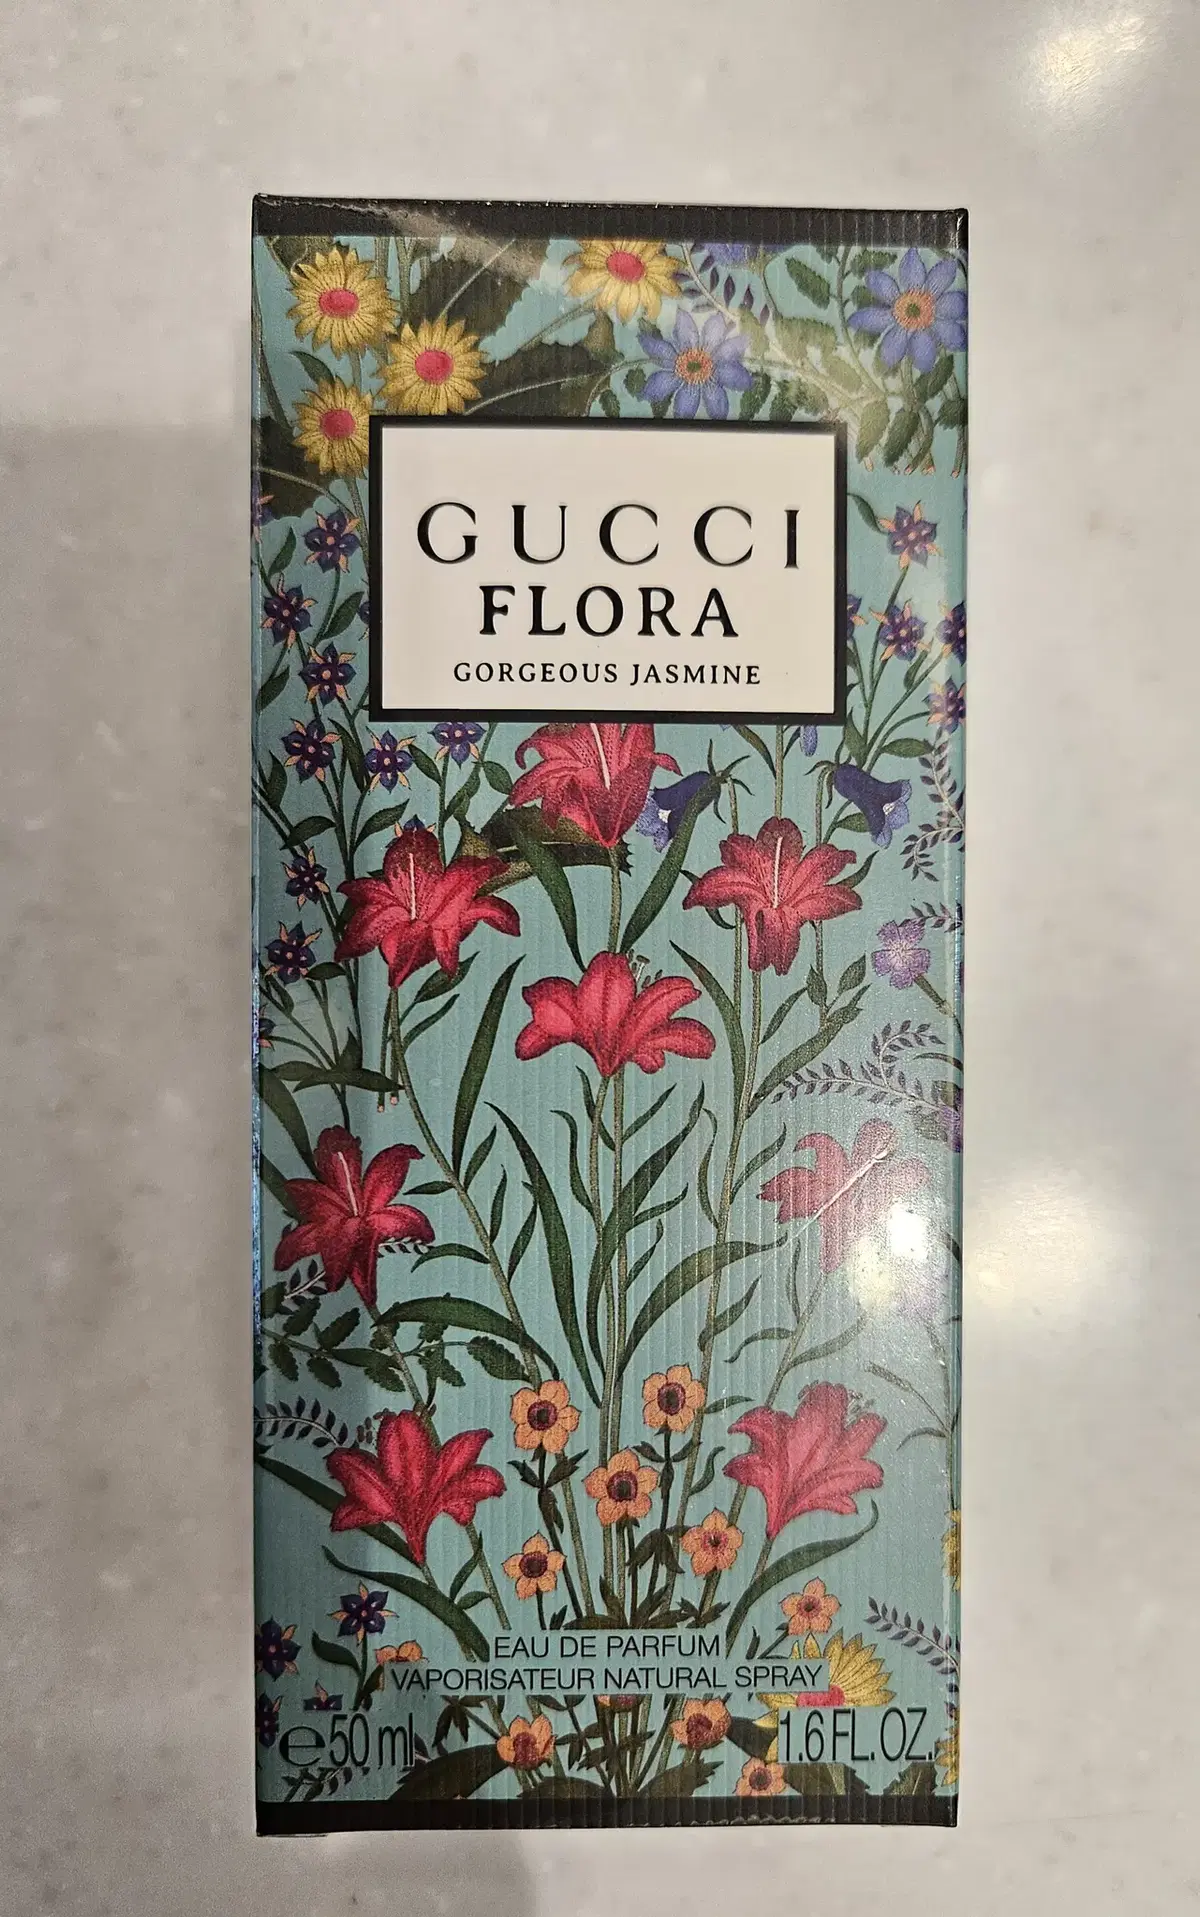 GUCCI
FLORA
GORGEOUS JASMINE
EAU DE PARFUM
VAPORISATEUR NATURAL SPRAY
℮50 ml
1.6 FL. OZ.